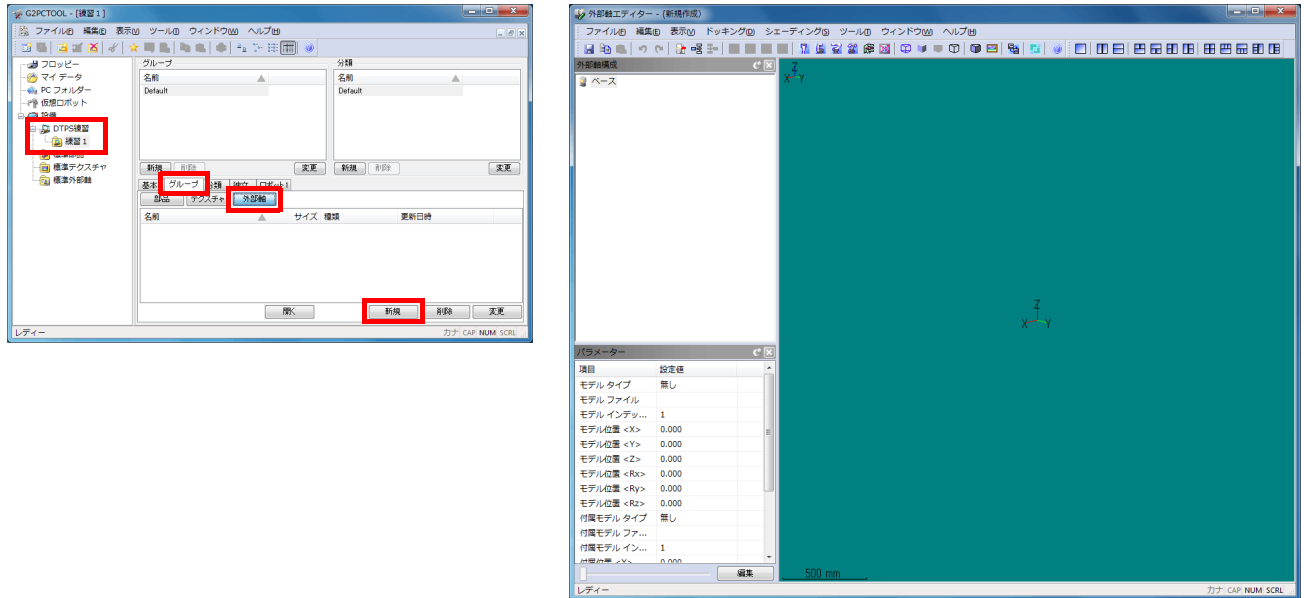 G2PCTOOL - [練習1]
ファイル(F) 編集(E) 表示(V) ツール(T) ウィンドウ(W) ヘルプ(H)
フロッピー
マイ データ
PC フォルダー
仮想ロボット
設備
DTPS練習
練習1
標準部品
標準テクスチャ
標準外部軸
グループ
名前
Default
新規 削除 変更
分類
名前
Default
新規 削除 変更
基本 グループ 分類 独立 ロボット1
部品 テクスチャ 外部軸
名前 サイズ 種類 更新日時
開く 新規 削除 変更
レディー
カナ CAP NUM SCRL
外部軸エディター - (新規作成)
ファイル(F) 編集(E) 表示(V) ドッキング(D) シェーディング(S) ツール(T) ウィンドウ(W) ヘルプ(H)
外部軸構成
ベース
Z
X Y
Z
X Y
500 mm
パラメーター
項目 設定値
モデル タイプ 無し
モデル ファイル
モデル インデッ... 1
モデル位置 <X> 0.000
モデル位置 <Y> 0.000
モデル位置 <Z> 0.000
モデル位置 <Rx> 0.000
モデル位置 <Ry> 0.000
モデル位置 <Rz> 0.000
付属モデル タイプ 無し
付属モデル ファ...
付属モデル イン... 1
付属位置 <X> 0.000
編集
レディー
カナ CAP NUM SCRL